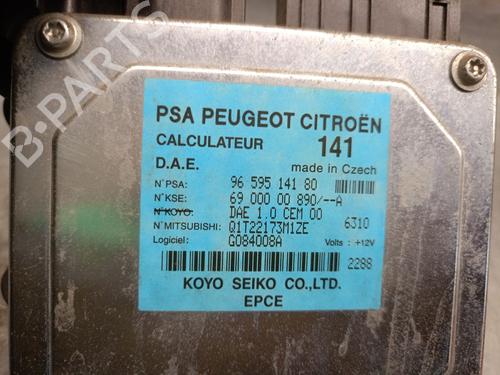 PSA PEUGEOT CITROËN
CALCULATEUR 141
D.A.E. made in Czech
N°PSA: 96 595 141 80
N°KSE: 69 000 00 890/--A
N°KOYO: DAE 1.0 CEM 00
N°MITSUBISHI: Q1T22173M1ZE 6310
Logiciel: G084008A Volts : +12V
2288
KOYO SEIKO CO.,LTD.
EPCE
B-PARTS